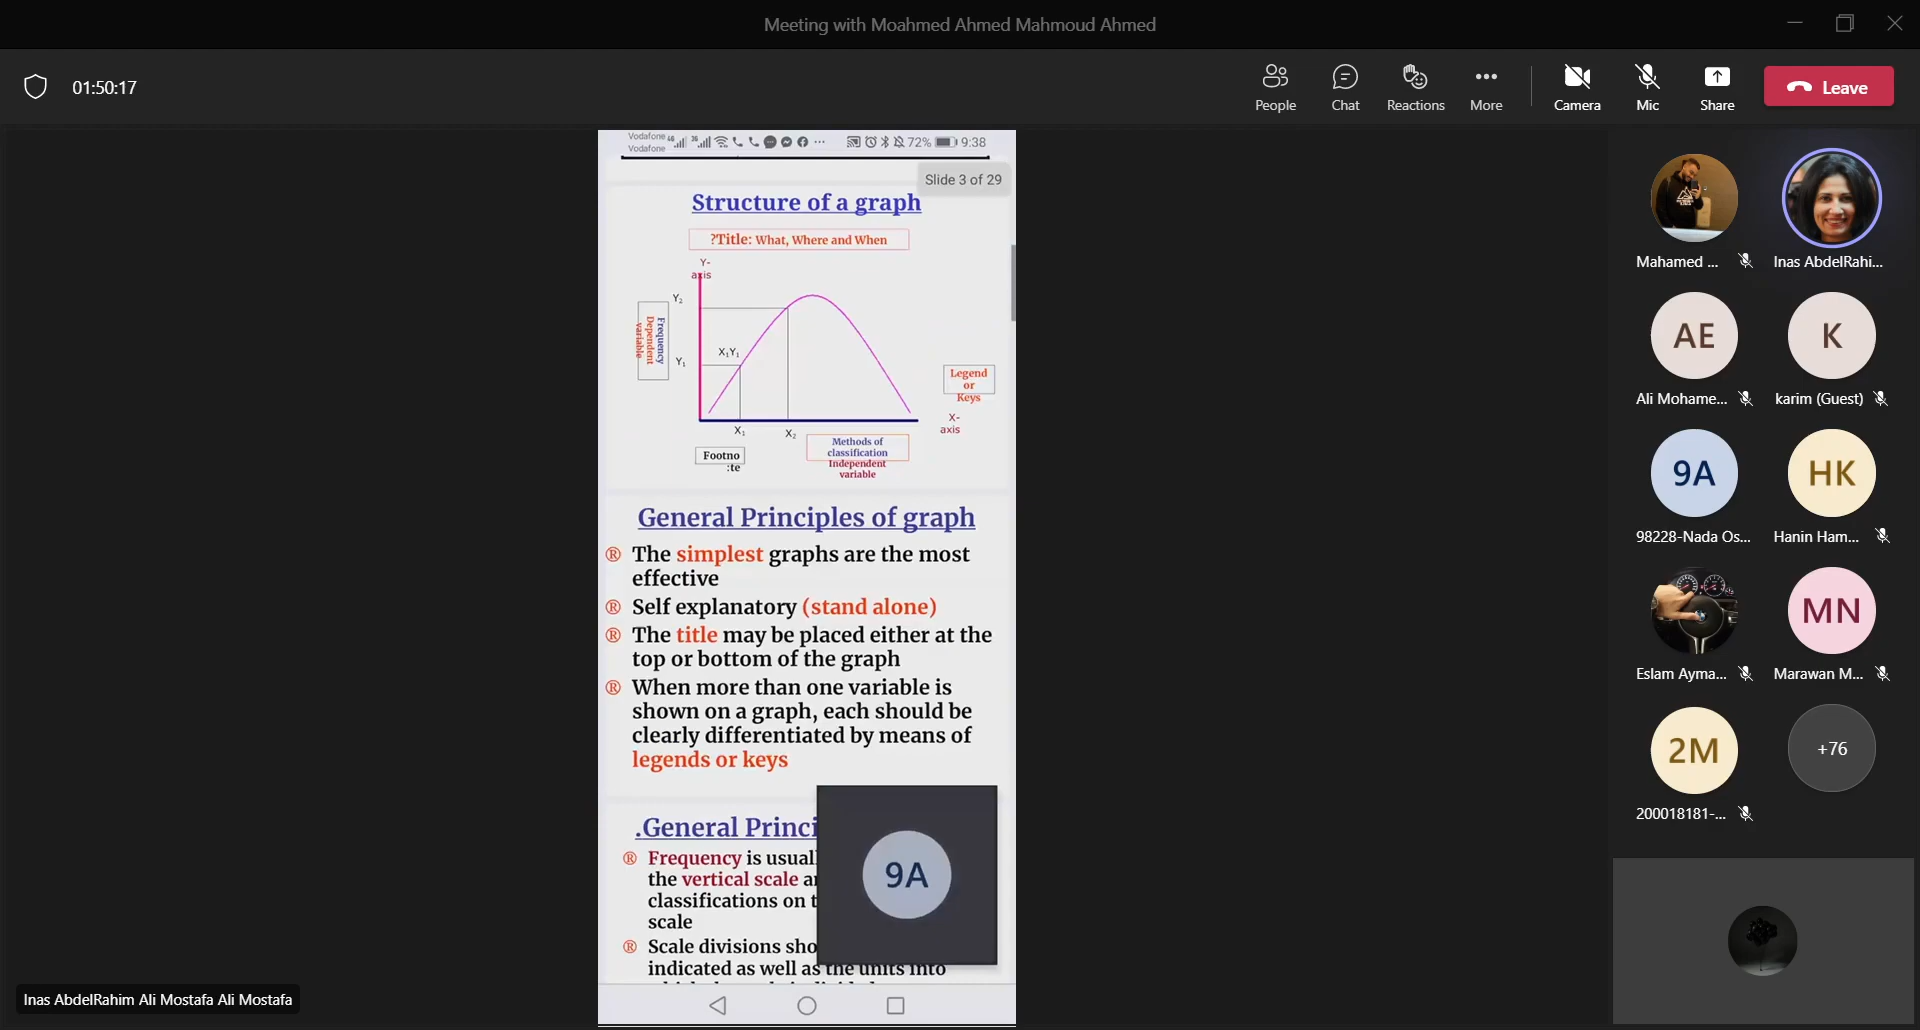 Meeting with Moahmed Ahmed Mahmoud Ahmed
01:50:17
People
Chat
Reactions
More
Camera
Mic
Share
Leave
Vodafone
Vodafone
4G
3G
72%
9:38
Slide 3 of 29
Structure of a graph
?Title: What, Where and When
Y-
axis
Y2
Frequency
Dependent
variable
X1Y1
Y1
Legend
or
Keys
X-
axis
X1
X2
Methods of
classification
Independent
variable
Footno
:te
General Principles of graph
® The simplest graphs are the most
effective
® Self explanatory (stand alone)
® The title may be placed either at the
top or bottom of the graph
® When more than one variable is
shown on a graph, each should be
clearly differentiated by means of
legends or keys
.General Princi
® Frequency is usual
the vertical scale a
classifications on t
scale
® Scale divisions sho
indicated as well as the units into
9A
Inas AbdelRahim Ali Mostafa Ali Mostafa
Mahamed ...
Inas AbdelRahi...
AE
K
Ali Mohame...
karim (Guest)
9A
HK
98228-Nada Os...
Hanin Ham...
MN
Eslam Ayma...
Marawan M...
2M
+76
200018181-...